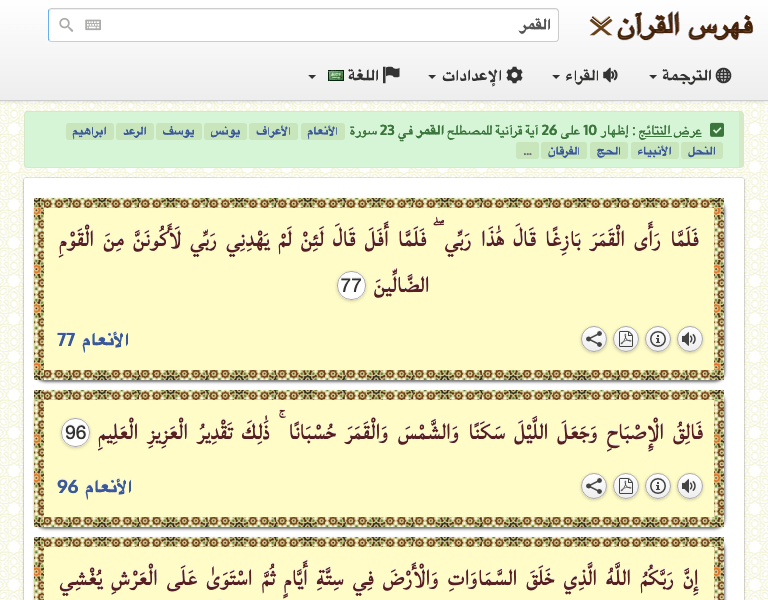 فهرس القرآن
القمر
الترجمة
القراء
الإعدادات
اللغة
عرض النتائج : إظهار 10 على 26 آية قرآنية للمصطلح القمر في 23 سورة الأنعام الأعراف يونس يوسف الرعد ابراهيم
النحل الأنبياء الحج الفرقان ...
فَلَمَّا رَأَى الْقَمَرَ بَازِغًا قَالَ هَٰذَا رَبِّي ۖ فَلَمَّا أَفَلَ قَالَ لَئِنْ لَمْ يَهْدِنِي رَبِّي لَأَكُونَنَّ مِنَ الْقَوْمِ
الضَّالِّينَ 77
الأنعام 77
فَالِقُ الْإِصْبَاحِ وَجَعَلَ اللَّيْلَ سَكَنًا وَالشَّمْسَ وَالْقَمَرَ حُسْبَانًا ۚ ذَٰلِكَ تَقْدِيرُ الْعَزِيزِ الْعَلِيمِ 96
الأنعام 96
إِنَّ رَبَّكُمُ اللَّهُ الَّذِي خَلَقَ السَّمَاوَاتِ وَالْأَرْضَ فِي سِتَّةِ أَيَّامٍ ثُمَّ اسْتَوَىٰ عَلَى الْعَرْشِ يُغْشِي